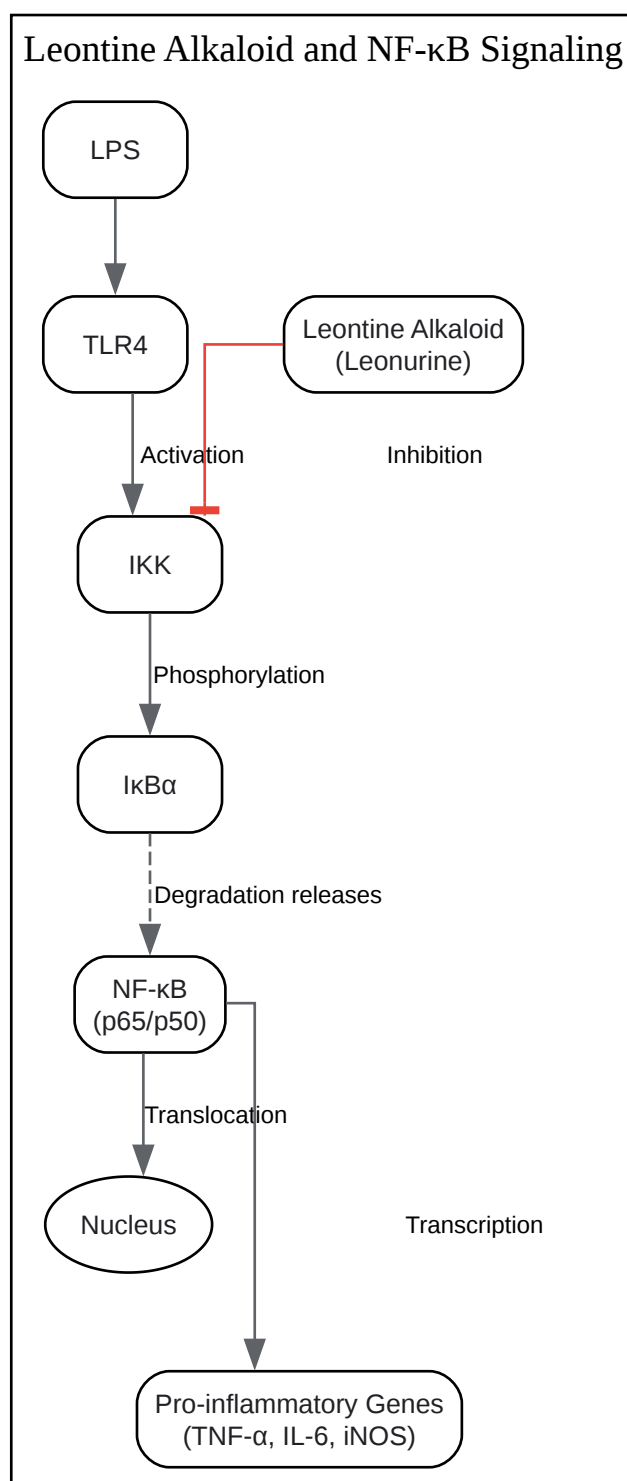 Leontine Alkaloid and NF-κB Signaling
LPS
TLR4
Leontine Alkaloid
(Leonurine)
Activation
Inhibition
IKK
Phosphorylation
IκBα
Degradation releases
NF-κB
(p65/p50)
Translocation
Nucleus
Transcription
Pro-inflammatory Genes
(TNF-α, IL-6, iNOS)